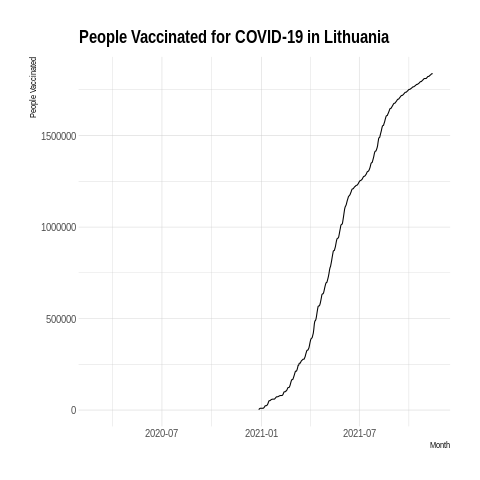 People Vaccinated for COVID-19 in Lithuania
People Vaccinated
1500000
1000000
500000
0
2020-07 2021-01 2021-07
Month